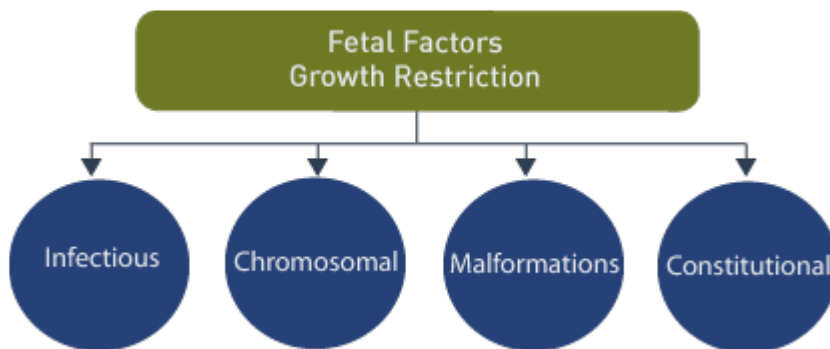 Fetal Factors
Growth Restriction
Infectious
Chromosomal
Malformations
Constitutional